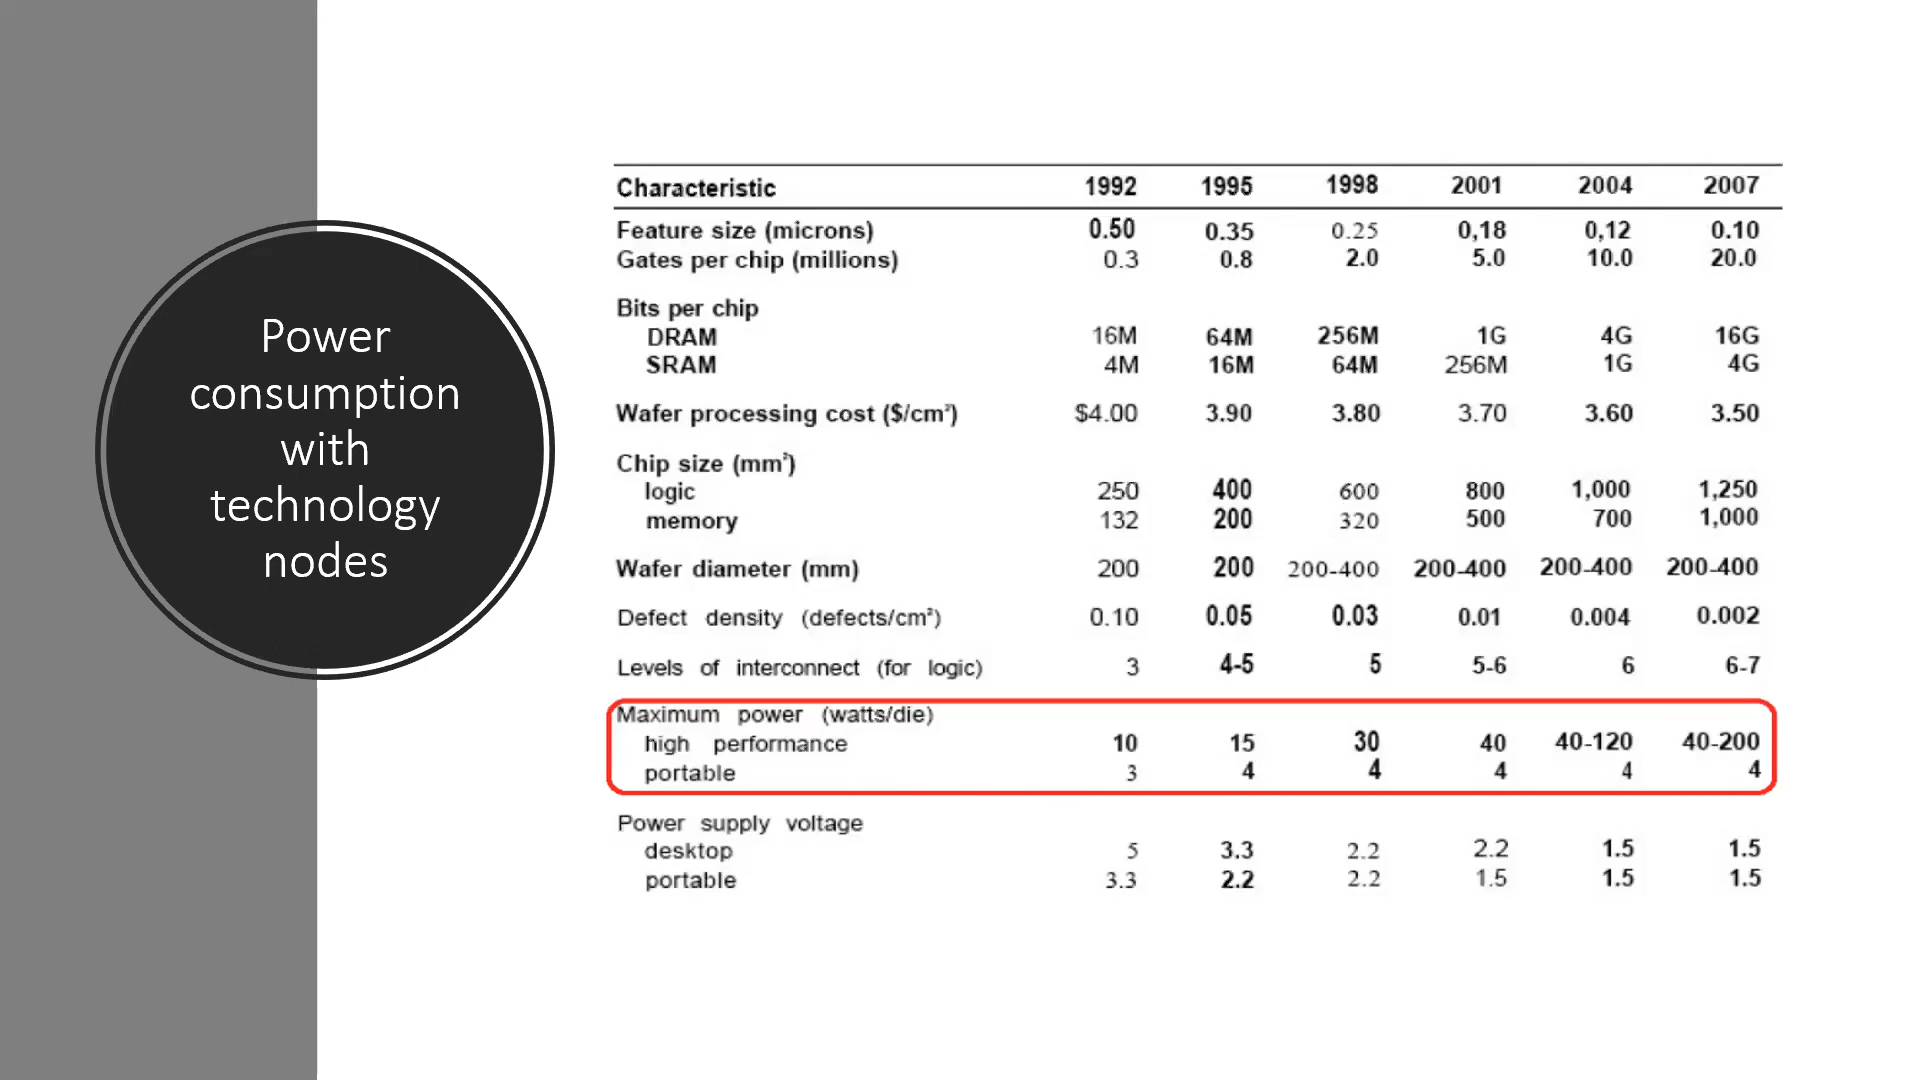 Power
consumption
with
technology
nodes
Characteristic 1992 1995 1998 2001 2004 2007
Feature size (microns) 0.50 0.35 0.25 0,18 0,12 0.10
Gates per chip (millions) 0.3 0.8 2.0 5.0 10.0 20.0
Bits per chip
DRAM 16M 64M 256M 1G 4G 16G
SRAM 4M 16M 64M 256M 1G 4G
Wafer processing cost ($/cm²) $4.00 3.90 3.80 3.70 3.60 3.50
Chip size (mm²)
logic 250 400 600 800 1,000 1,250
memory 132 200 320 500 700 1,000
Wafer diameter (mm) 200 200 200-400 200-400 200-400 200-400
Defect density (defects/cm²) 0.10 0.05 0.03 0.01 0.004 0.002
Levels of interconnect (for logic) 3 4-5 5 5-6 6 6-7
Maximum power (watts/die)
high performance 10 15 30 40 40-120 40-200
portable 3 4 4 4 4 4
Power supply voltage
desktop 5 3.3 2.2 2.2 1.5 1.5
portable 3.3 2.2 2.2 1.5 1.5 1.5